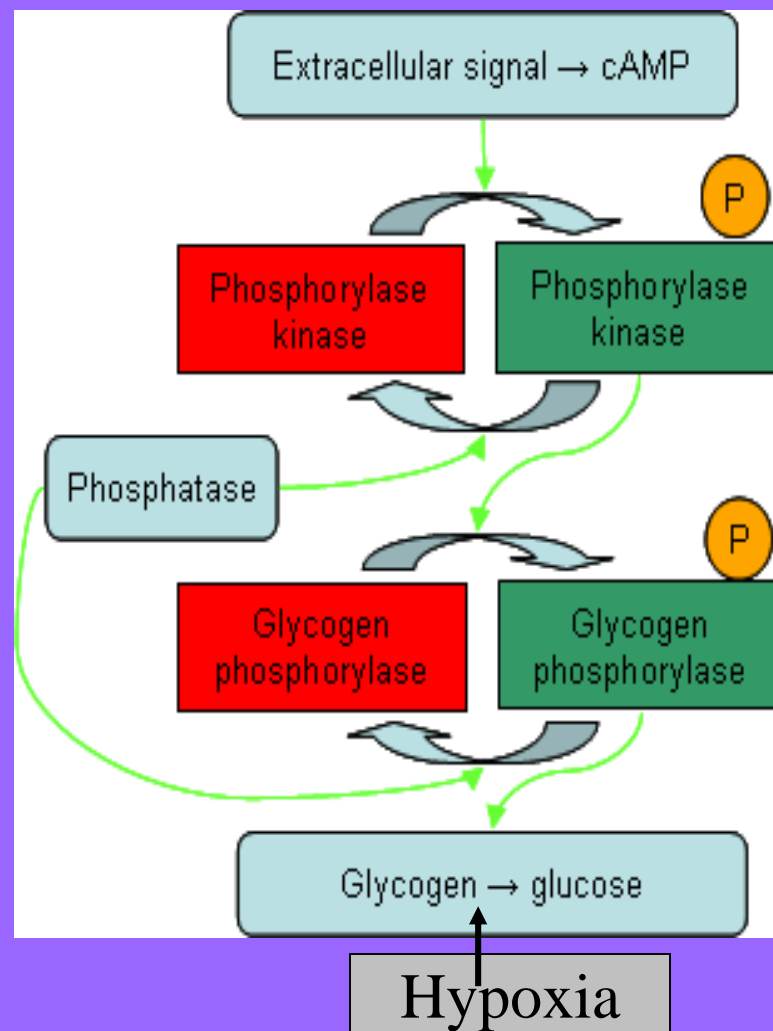 Extracellular signal → cAMP
P
Phosphorylase
kinase
Phosphorylase
kinase
Phosphatase
P
Glycogen
phosphorylase
Glycogen
phosphorylase
Glycogen → glucose
Hypoxia